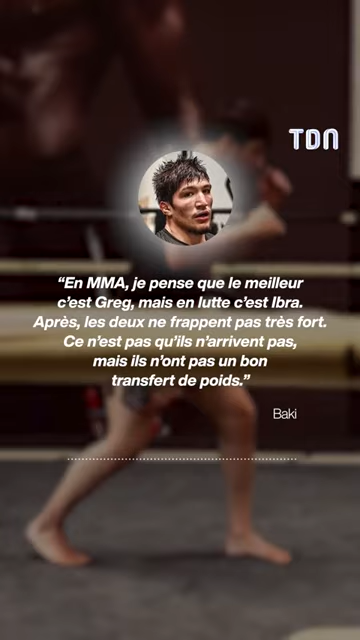 TDN
“En MMA, je pense que le meilleur
c’est Greg, mais en lutte c’est Ibra.
Après, les deux ne frappent pas très fort.
Ce n’est pas qu’ils n’arrivent pas,
mais ils n’ont pas un bon
transfert de poids.”
Baki